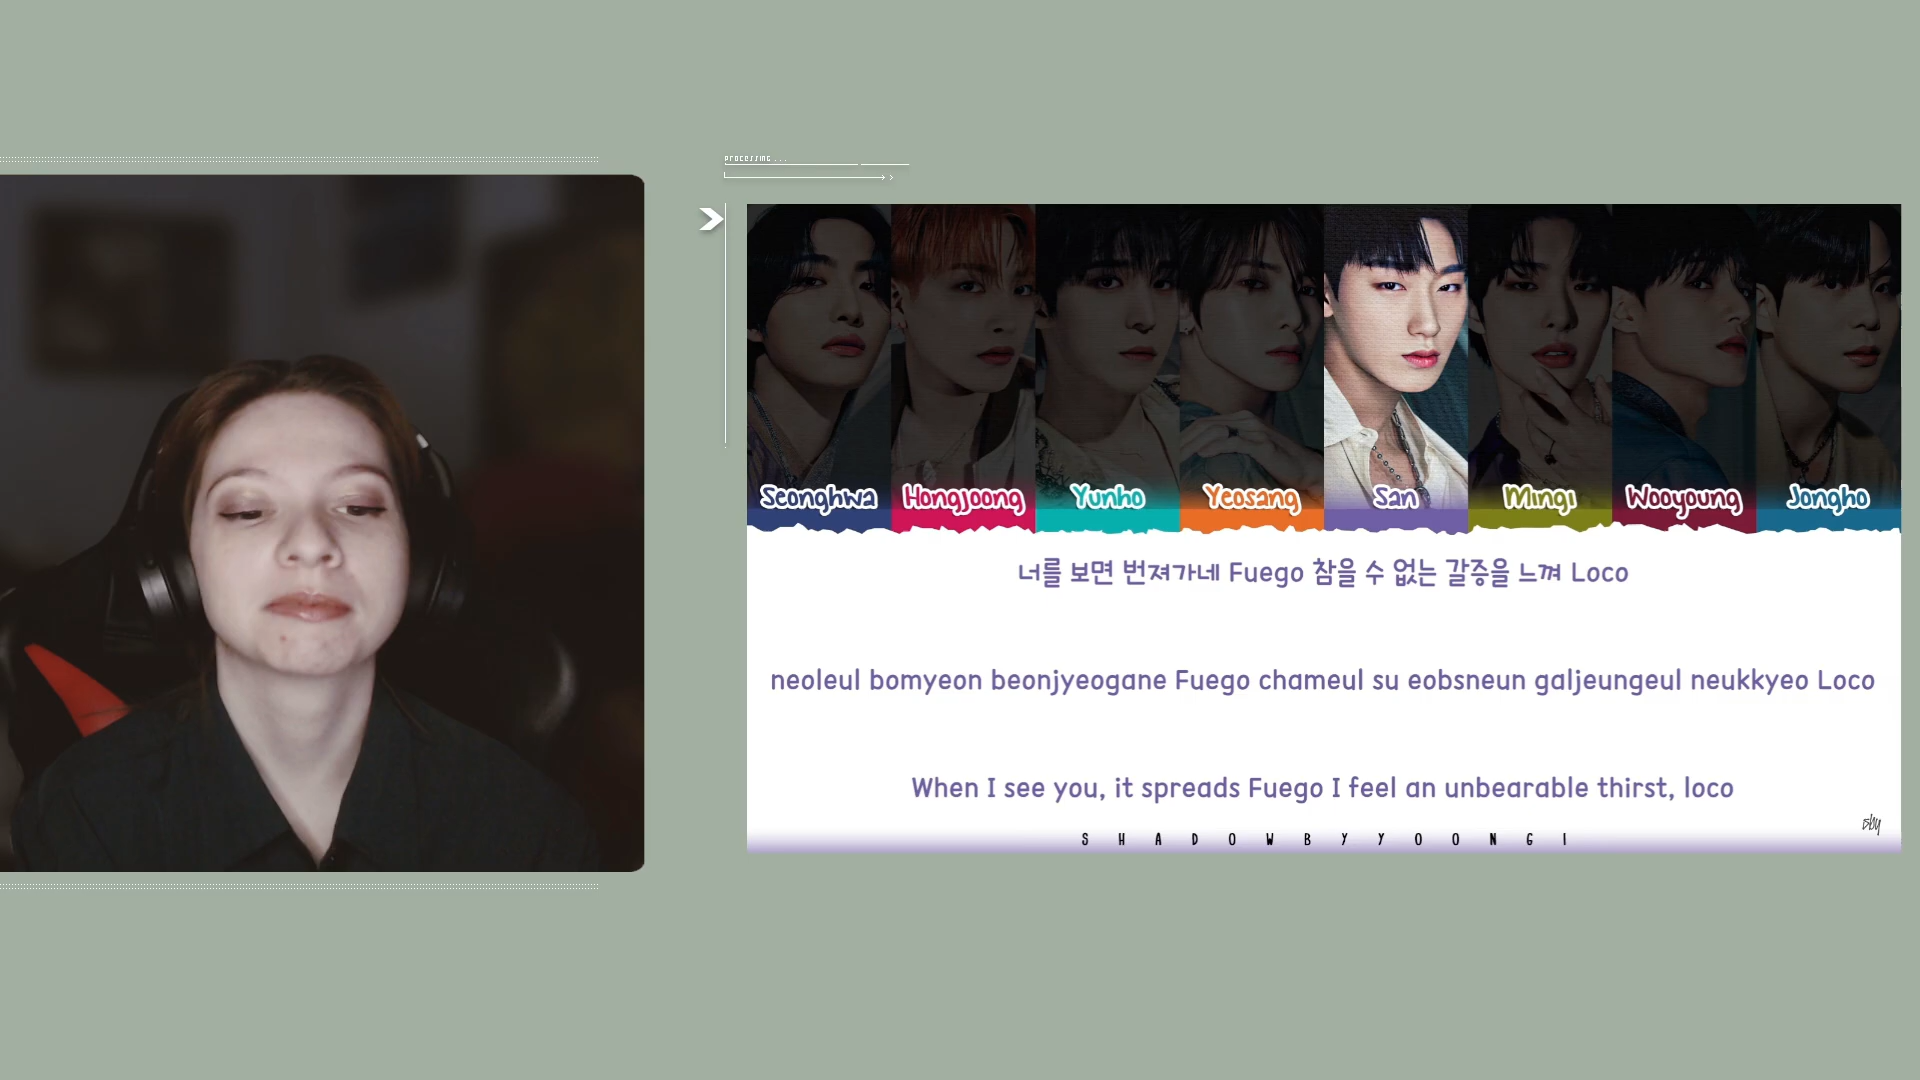 processing ...
Seonghwa Hongjoong Yunho Yeosang San Mingi Wooyoung Jongho
너를 보면 번져가네 Fuego 참을 수 없는 갈증을 느껴 Loco
neoleul bomyeon beonjyeogane Fuego chameul su eobsneun galjeungeul neukkyeo Loco
When I see you, it spreads Fuego I feel an unbearable thirst, loco
sby
S H A D O W B Y Y O O N G I